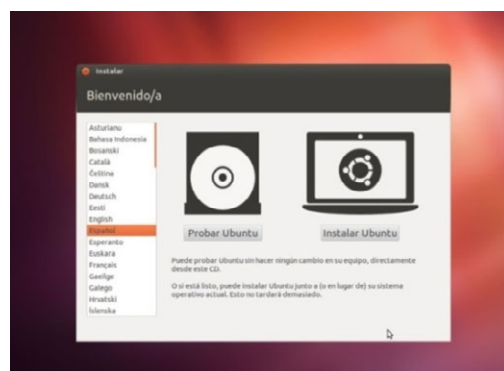 Instalar
Bienvenido/a
Asturianu
Bahasa Indonesia
Bosanski
Català
Čeština
Dansk
Deutsch
Eesti
English
Español
Esperanto
Euskara
Français
Gaeilge
Galego
Hrvatski
Íslenska
Probar Ubuntu
Instalar Ubuntu
Puede probar Ubuntu sin hacer ningún cambio en su equipo, directamente
desde este CD.
O si está listo, puede instalar Ubuntu junto a (o en lugar de) su sistema
operativo actual. Esto no tardará demasiado.